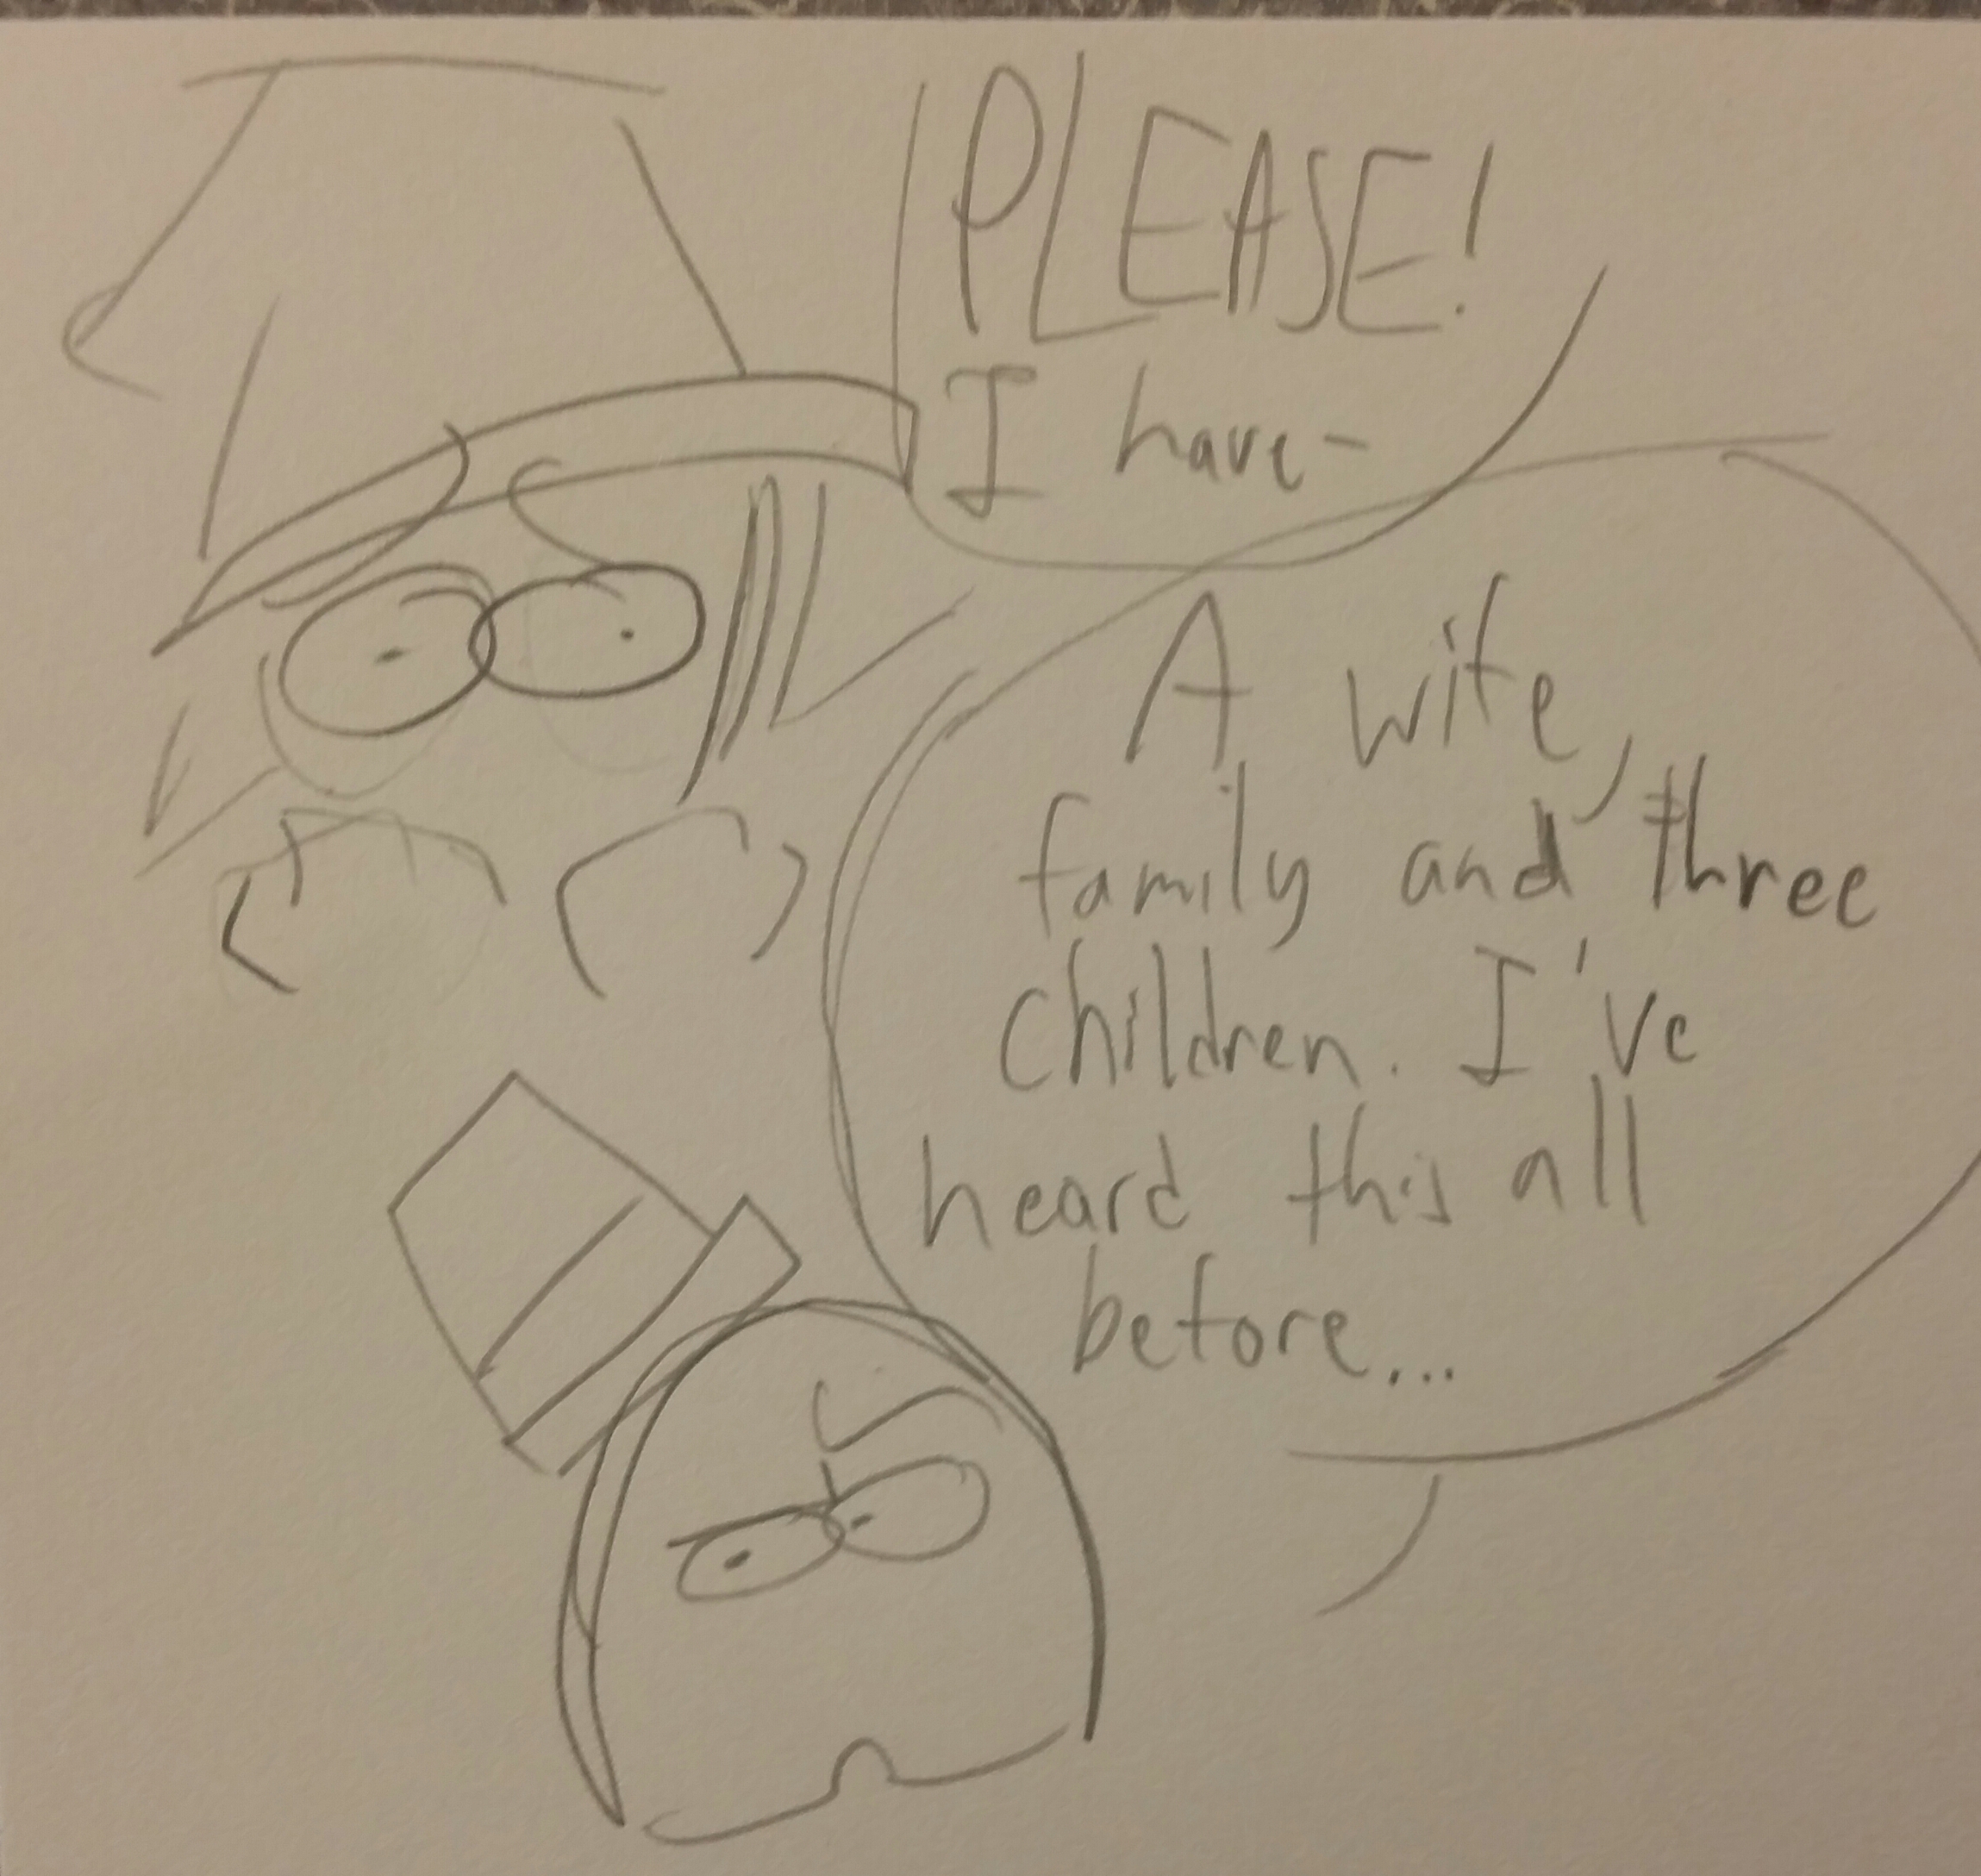 PLEASE!
I have-
A wife,
family and three
children. I've
heard this all
before...